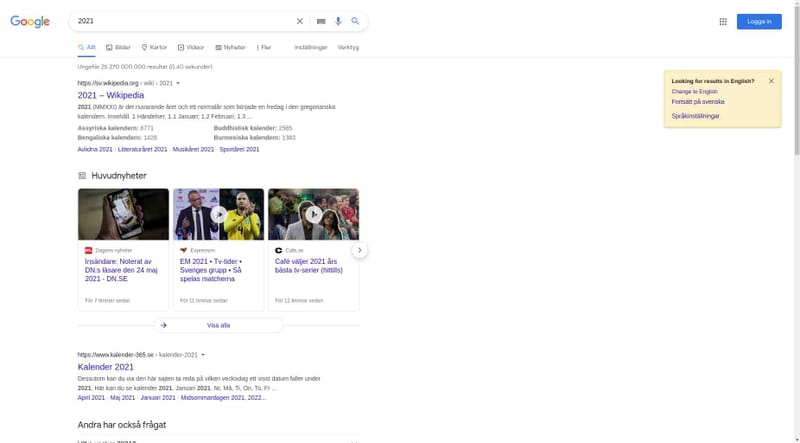 Google
2021
Logga in
Allt
Bilder
Kartor
Videor
Nyheter
Fler
Inställningar
Verktyg
Ungefär 25 270 000 000 resultat (0,40 sekunder)
https://sv.wikipedia.org › wiki › 2021
2021 – Wikipedia
2021 (MMXXI) är det nuvarande året och ett normalår som började en fredag i den gregorianska
kalendern. Innehåll. 1 Händelser. 1.1 Januari; 1.2 Februari; 1.3 ...
Assyriska kalendern: 6771
Buddhistisk kalender: 2565
Bengaliska kalendern: 1428
Burmesiska kalendern: 1383
Avlidna 2021 · Litteraturåret 2021 · Musikåret 2021 · Sportåret 2021
Looking for results in English?
Change to English
Fortsätt på svenska
Språkinställningar
Huvudnyheter
Dagens nyheter
Insändare: Noterat av
DN:s läsare den 24 maj
2021 - DN.SE
För 7 timmar sedan
Expressen
EM 2021 • Tv-tider •
Sveriges grupp • Så
spelas matcherna
För 11 timmar sedan
Cafe.se
Café väljer 2021 års
bästa tv-serier (hittills)
För 12 timmar sedan
Visa alla
https://www.kalender-365.se › kalender-2021
Kalender 2021
Dessutom kan du via den här sajten ta reda på vilken veckodag ett visst datum faller under
2021. Här kan du se kalender 2021. Januari 2021. Nr, Må, Ti, On, To, Fr ...
April 2021 · Maj 2021 · Januari 2021 · Midsommardagen 2021, 2022...
Andra har också frågat